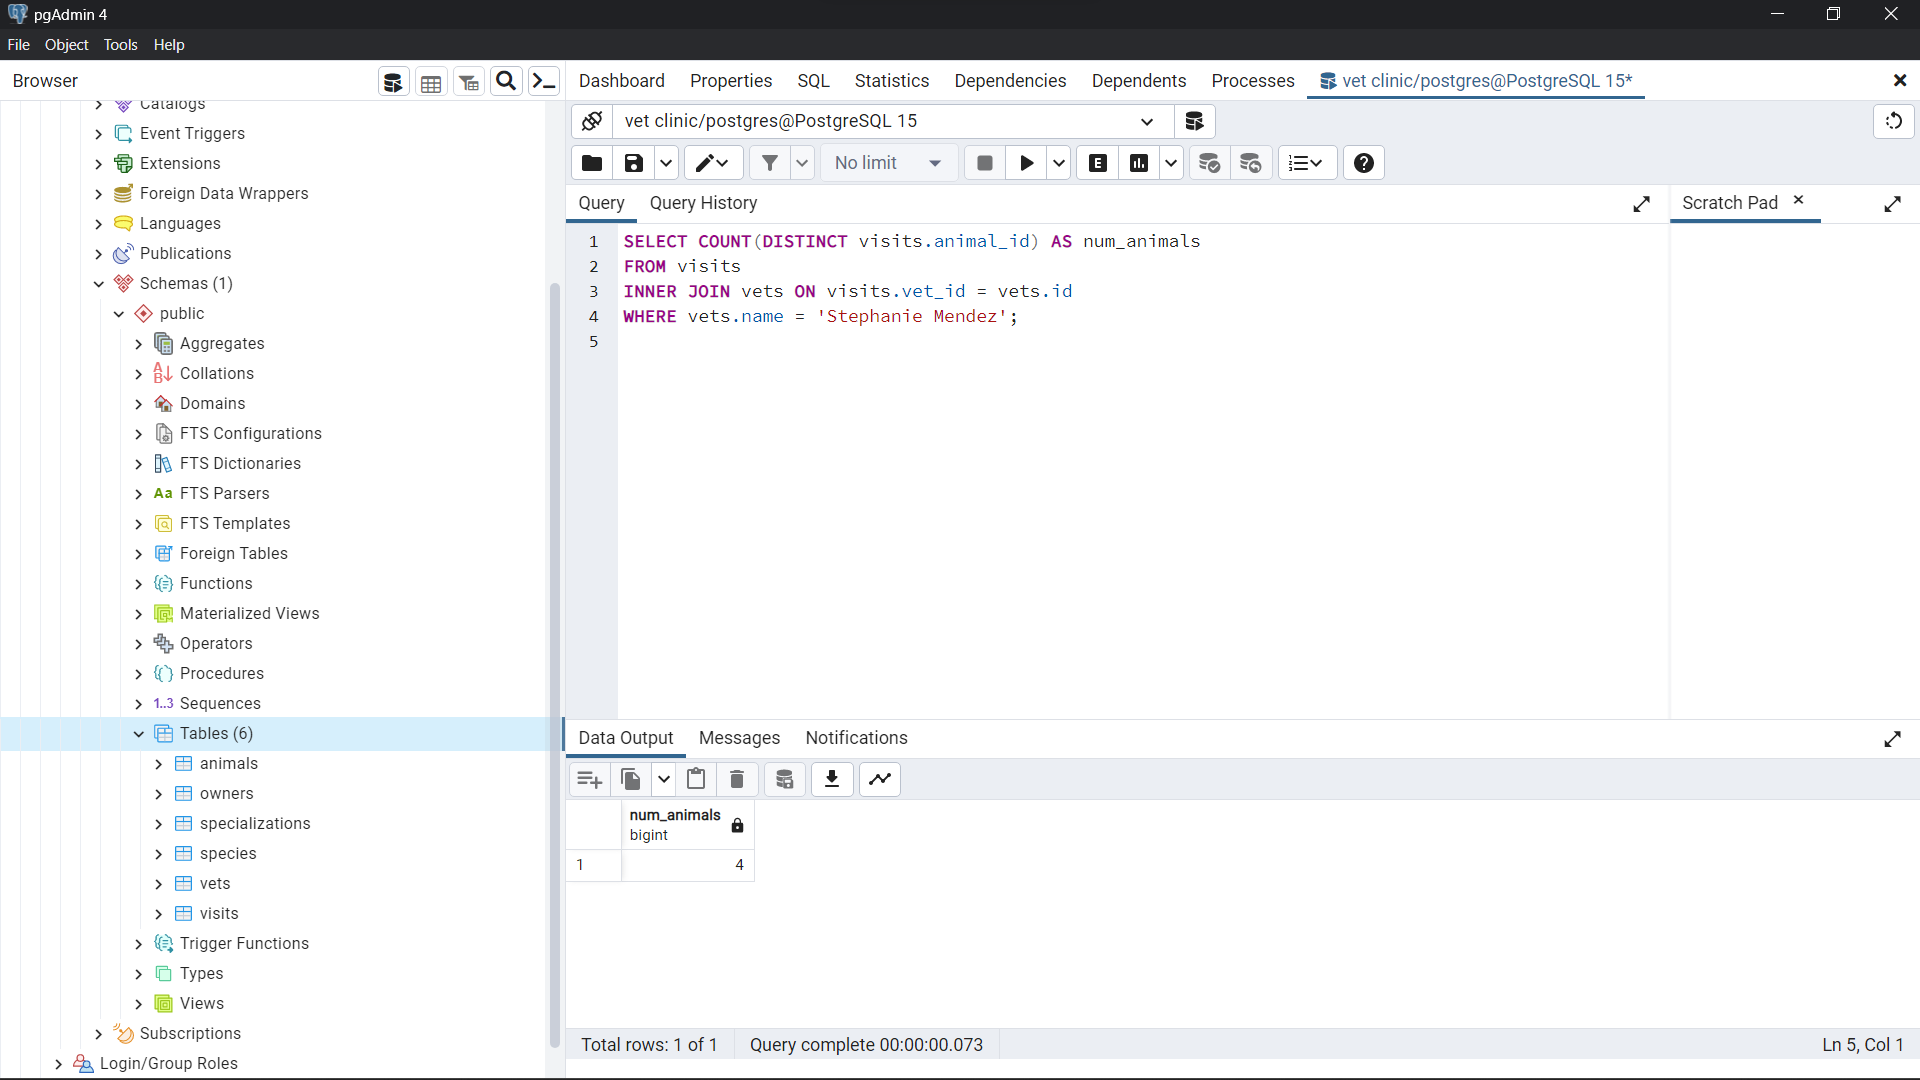 pgAdmin 4
File Object Tools Help
Browser
Dashboard Properties SQL Statistics Dependencies Dependents Processes vet clinic/postgres@PostgreSQL 15*
vet clinic/postgres@PostgreSQL 15
No limit
E
Query Query History
Scratch Pad
1 SELECT COUNT(DISTINCT visits.animal_id) AS num_animals
2 FROM visits
3 INNER JOIN vets ON visits.vet_id = vets.id
4 WHERE vets.name = 'Stephanie Mendez';
5
Catalogs
Event Triggers
Extensions
Foreign Data Wrappers
Languages
Publications
Schemas (1)
public
Aggregates
Collations
Domains
FTS Configurations
FTS Dictionaries
Aa FTS Parsers
FTS Templates
Foreign Tables
Functions
Materialized Views
Operators
Procedures
1..3 Sequences
Tables (6)
animals
owners
specializations
species
vets
visits
Trigger Functions
Types
Views
Subscriptions
Login/Group Roles
Data Output Messages Notifications
num_animals
bigint
1 4
Total rows: 1 of 1 Query complete 00:00:00.073 Ln 5, Col 1